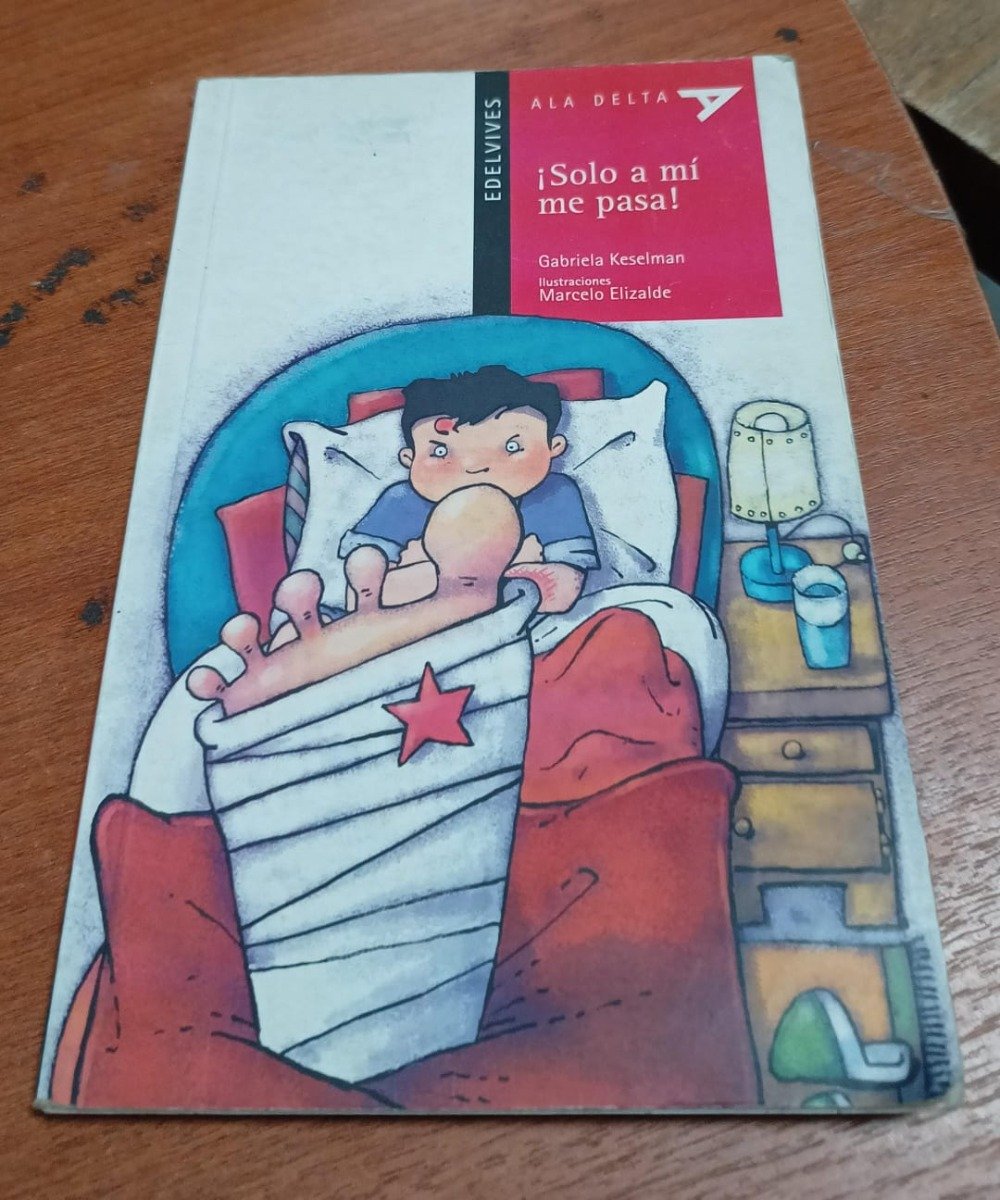 EDELVIVES
ALA DELTA
¡Solo a mí
me pasa!
Gabriela Keselman
Ilustraciones
Marcelo Elizalde